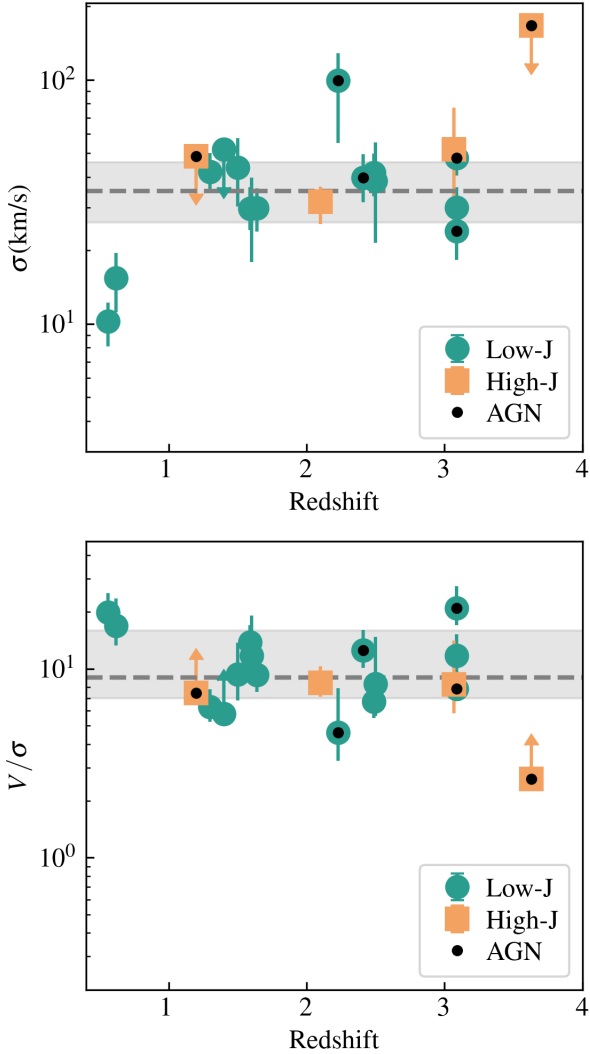 10²
10¹
σ(km/s)
Low-J
High-J
AGN
1 2 3 4
Redshift
10¹
10⁰
V/σ
Low-J
High-J
AGN
1 2 3 4
Redshift